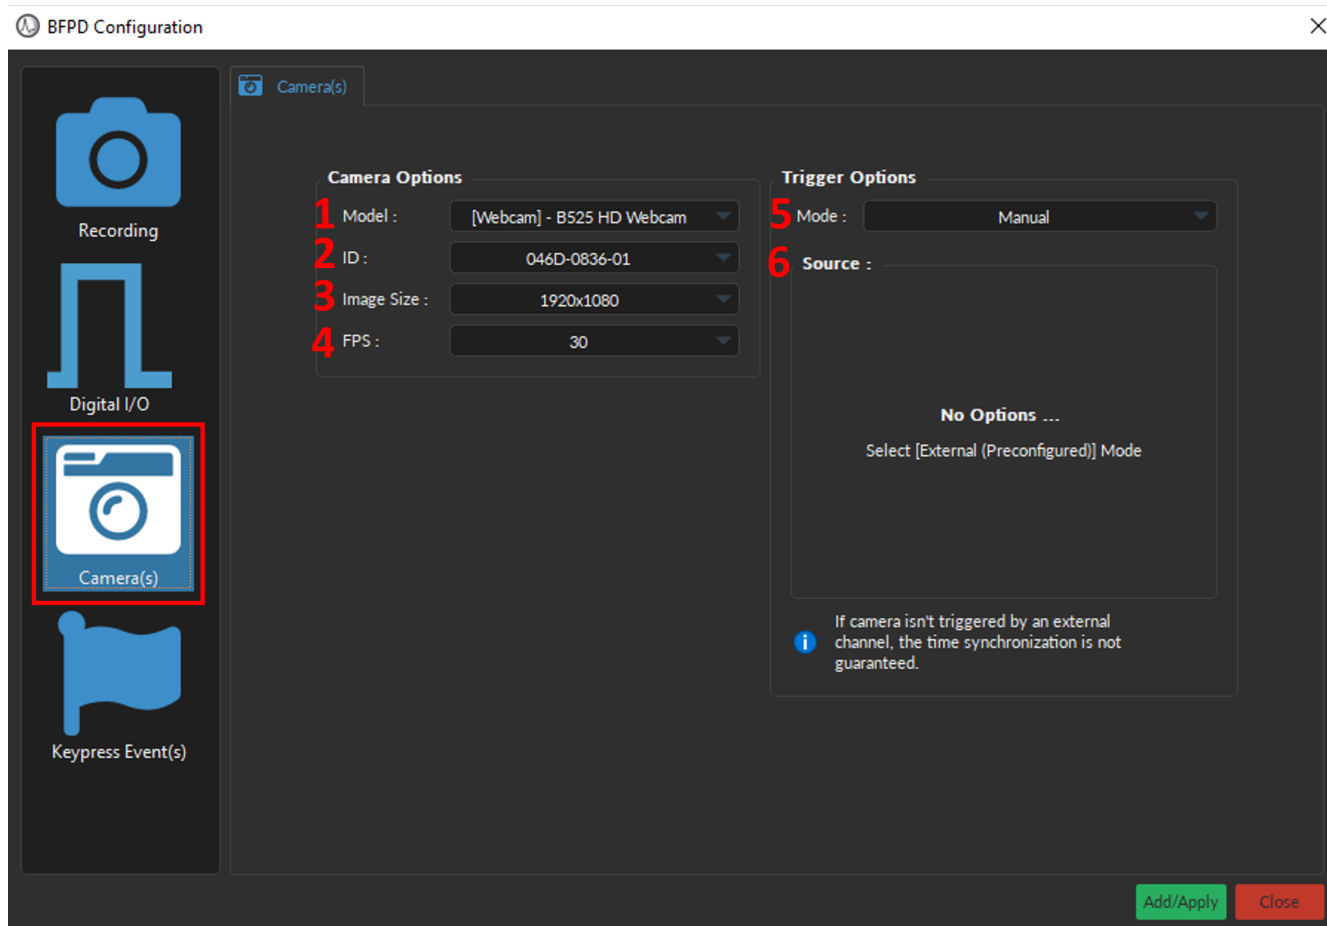 BFPD Configuration
Recording
Digital I/O
Camera(s)
Keypress Event(s)
Camera(s)
Camera Options
1 Model : [Webcam] - B525 HD Webcam
2 ID : 046D-0836-01
3 Image Size : 1920x1080
4 FPS : 30
Trigger Options
5 Mode : Manual
6 Source :
No Options ...
Select [External (Preconfigured)] Mode
If camera isn't triggered by an external
channel, the time synchronization is not
guaranteed.
Add/Apply
Close